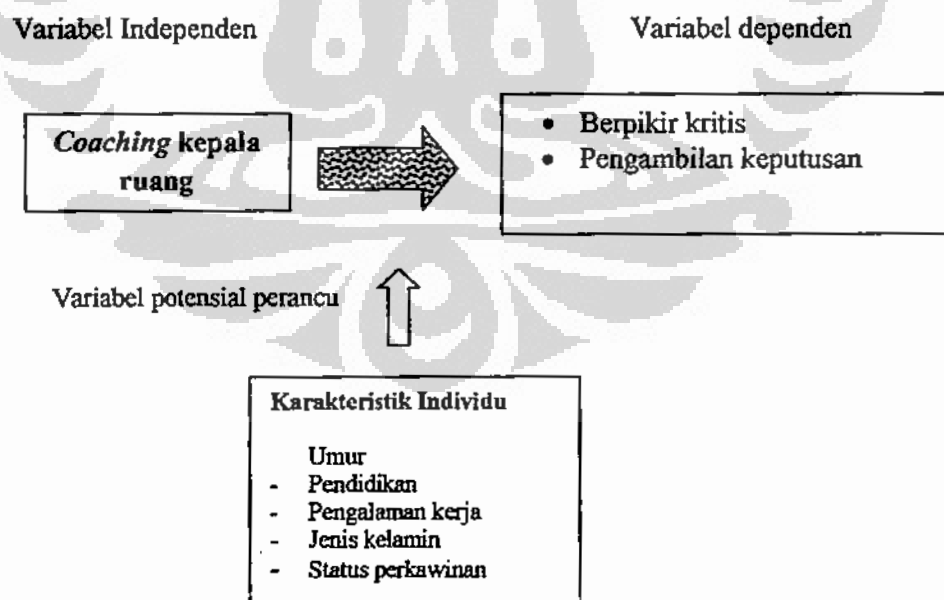 Variabel Independen
Variabel dependen
Coaching kepala
ruang
• Berpikir kritis
• Pengambilan keputusan
Variabel potensial perancu
Karakteristik Individu
Umur
- Pendidikan
- Pengalaman kerja
- Jenis kelamin
- Status perkawinan